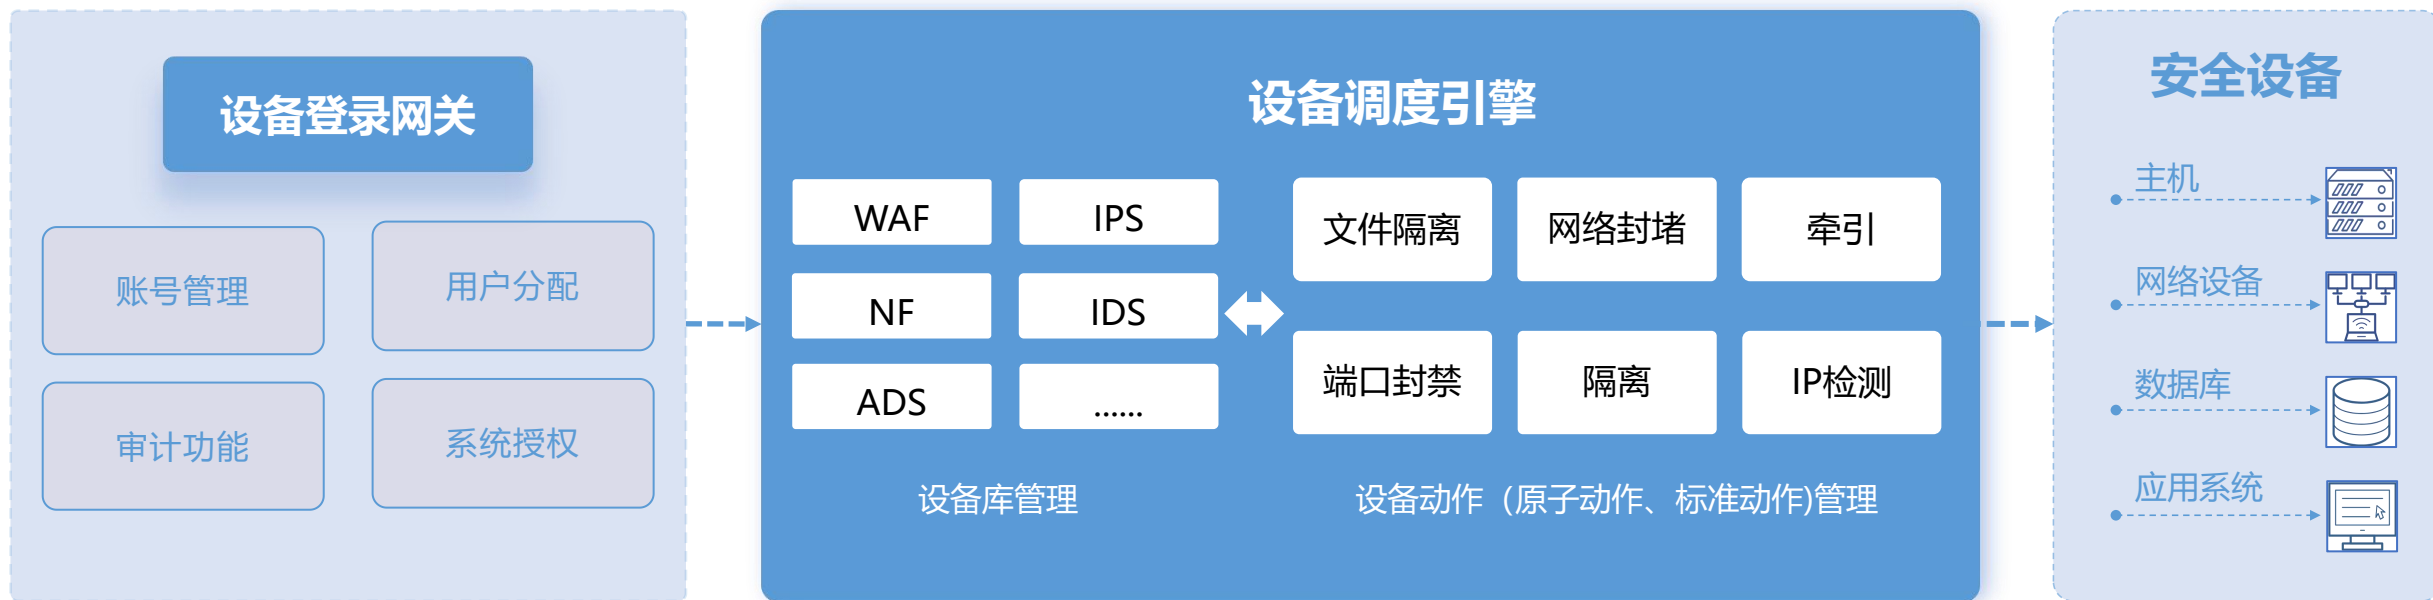 设备登录网关
账号管理
用户分配
审计功能
系统授权
设备调度引擎
WAF
IPS
NF
IDS
ADS
......
设备库管理
文件隔离
网络封堵
牵引
端口封禁
隔离
IP检测
设备动作（原子动作、标准动作)管理
安全设备
主机
网络设备
数据库
应用系统